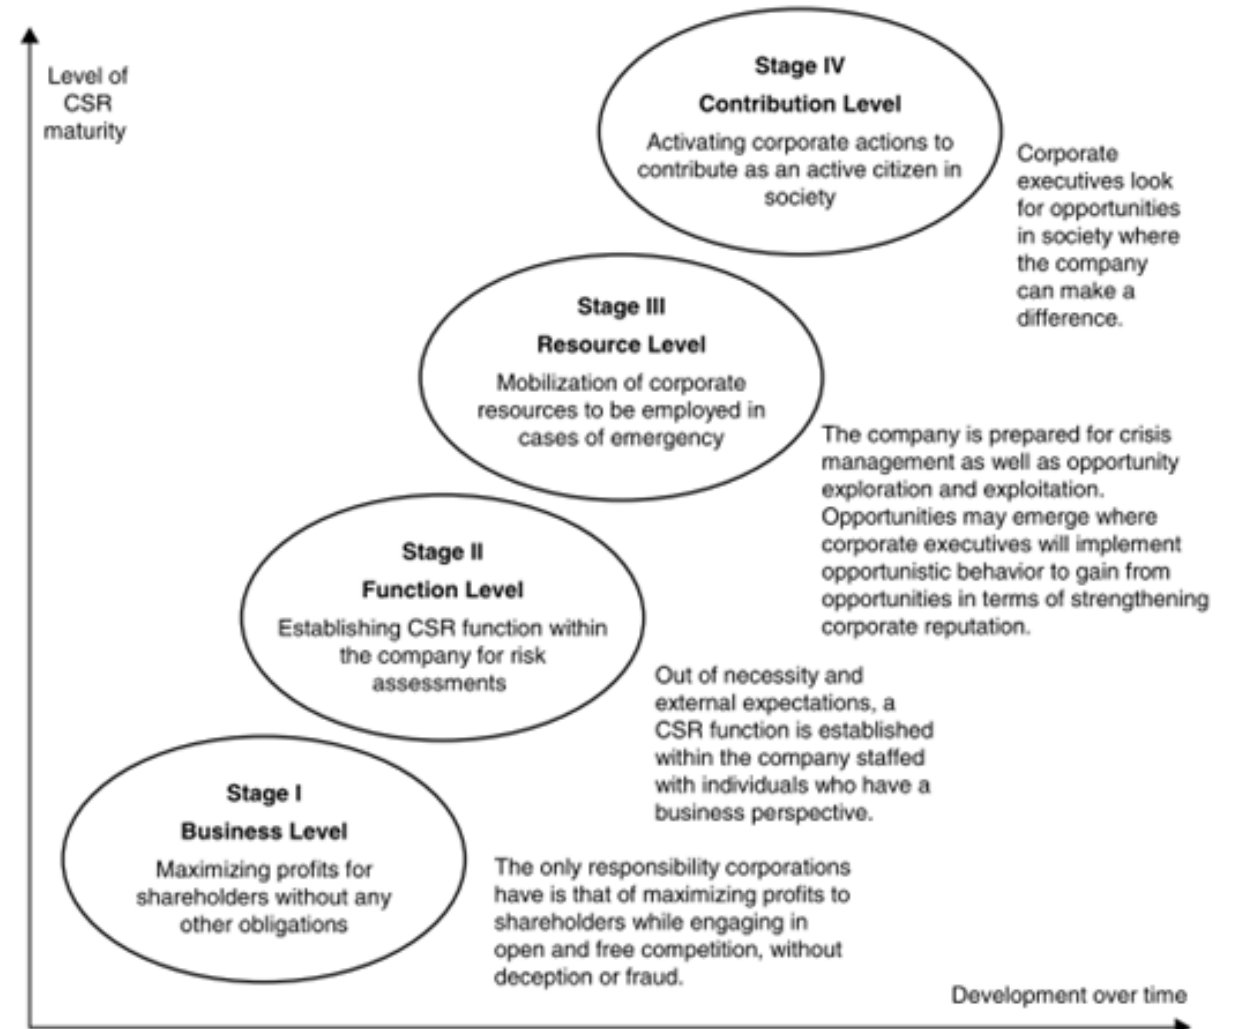 Level of
CSR
maturity
Stage IV
Contribution Level
Activating corporate actions to
contribute as an active citizen in
society
Corporate
executives look
for opportunities
in society where
the company
can make a
difference.
Stage III
Resource Level
Mobilization of corporate
resources to be employed in
cases of emergency
The company is prepared for crisis
management as well as opportunity
exploration and exploitation.
Opportunities may emerge where
corporate executives will implement
opportunistic behavior to gain from
opportunities in terms of strengthening
corporate reputation.
Stage II
Function Level
Establishing CSR function within
the company for risk
assessments
Out of necessity and
external expectations, a
CSR function is established
within the company staffed
with individuals who have a
business perspective.
Stage I
Business Level
Maximizing profits for
shareholders without any
other obligations
The only responsibility corporations
have is that of maximizing profits to
shareholders while engaging in
open and free competition, without
deception or fraud.
Development over time